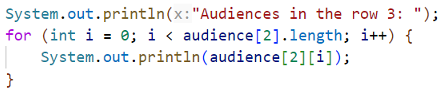 System.out.println(x:"Audiences in the row 3: ");
for (int i = 0; i < audience[2].length; i++) {
    System.out.println(audience[2][i]);
}